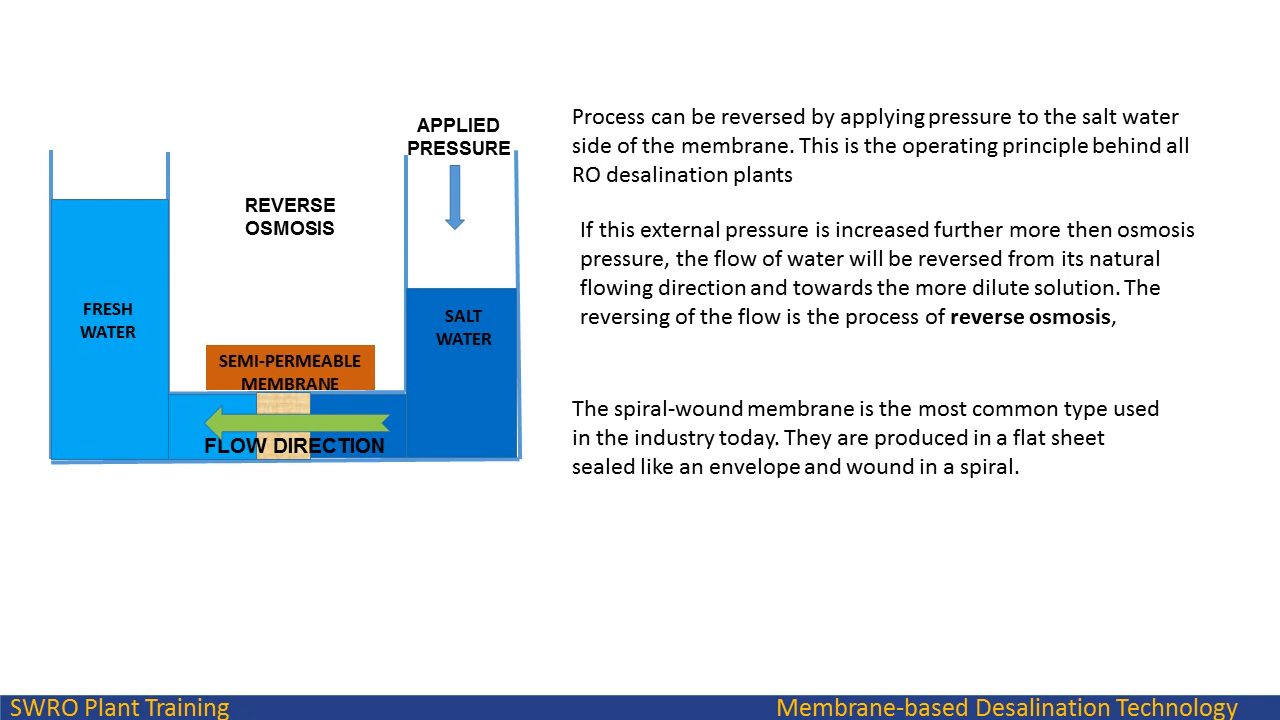 APPLIED
PRESSURE
REVERSE
OSMOSIS
FRESH
WATER
SALT
WATER
SEMI-PERMEABLE
MEMBRANE
FLOW DIRECTION
Process can be reversed by applying pressure to the salt water
side of the membrane. This is the operating principle behind all
RO desalination plants
If this external pressure is increased further more then osmosis
pressure, the flow of water will be reversed from its natural
flowing direction and towards the more dilute solution. The
reversing of the flow is the process of reverse osmosis,
The spiral-wound membrane is the most common type used
in the industry today. They are produced in a flat sheet
sealed like an envelope and wound in a spiral.
SWRO Plant Training
Membrane-based Desalination Technology